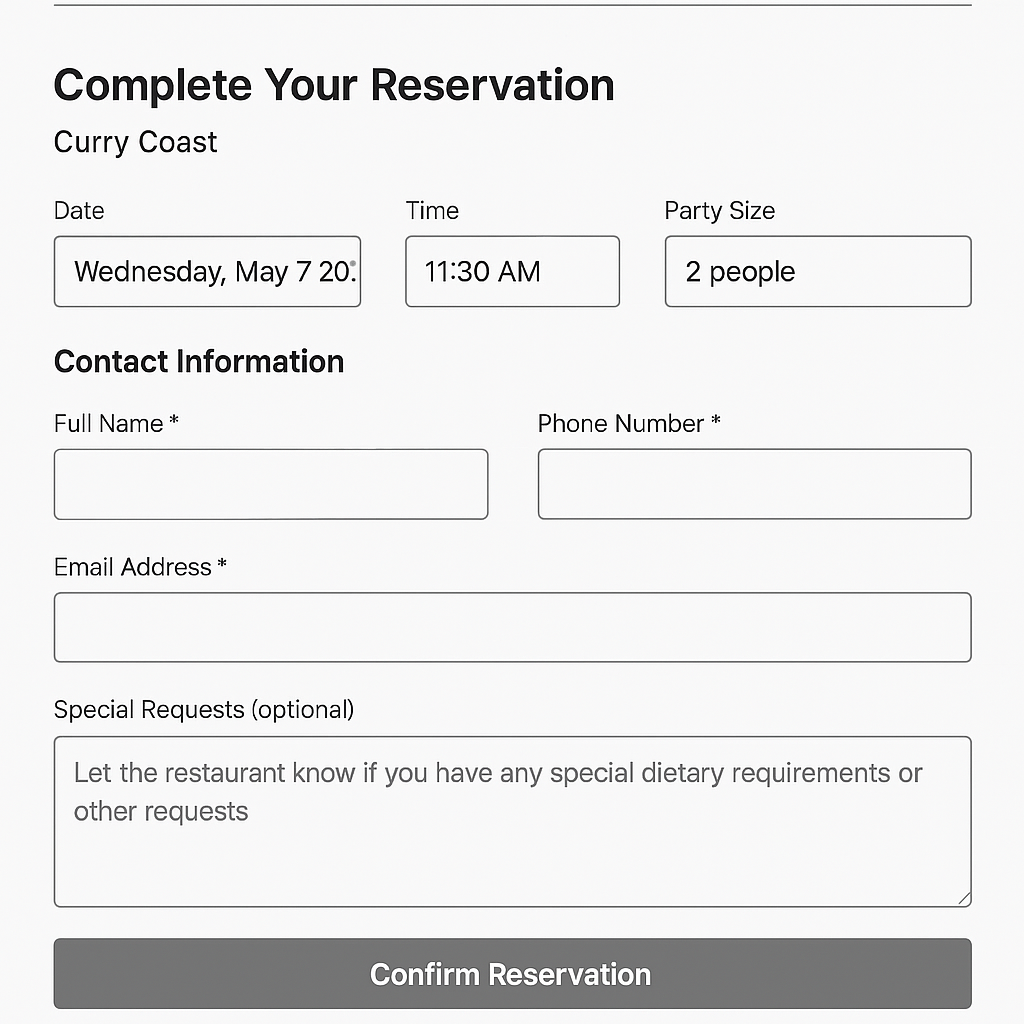 Complete Your Reservation
Curry Coast
Date Time Party Size
Wednesday, May 7 11:30 AM 2 people
Contact Information
Full Name * Phone Number *
Email Address *
Special Requests (optional)
Let the restaurant know if you have any special dietary requirements or
other requests
Confirm Reservation